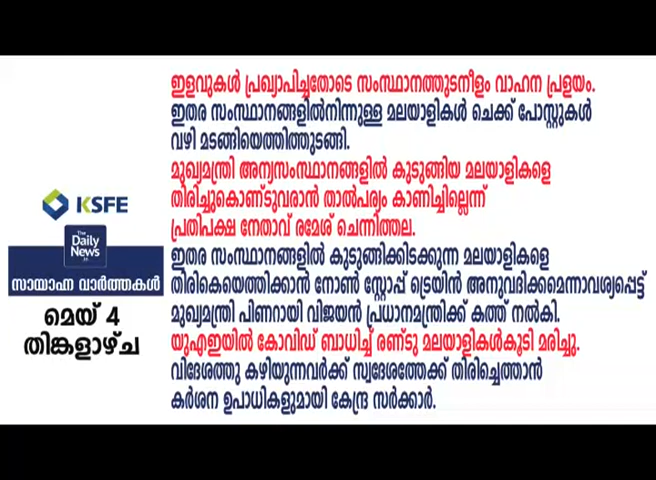 ഇളവുകൾ പ്രഖ്യാപിച്ചതോടെ സംസ്ഥാനത്തുടനീളം വാഹന പ്രളയം.
ഇതര സംസ്ഥാനങ്ങളിൽനിന്നുള്ള മലയാളികൾ ചെക്ക് പോസ്റ്റുകൾ
വഴി മടങ്ങിയെത്തിത്തുടങ്ങി.
മുഖ്യമന്ത്രി അന്യസംസ്ഥാനങ്ങളിൽ കുടുങ്ങിയ മലയാളികളെ
തിരിച്ചുകൊണ്ടുവരാൻ താൽപര്യം കാണിച്ചില്ലെന്ന്
പ്രതിപക്ഷ നേതാവ് രമേശ് ചെന്നിത്തല.
ഇതര സംസ്ഥാനങ്ങളിൽ കുടുങ്ങിക്കിടക്കുന്ന മലയാളികളെ
തിരികെയെത്തിക്കാൻ നോൺ സ്റ്റോപ്പ് ട്രെയിൻ അനുവദിക്കമെന്നാവശ്യപ്പെട്ട്
മുഖ്യമന്ത്രി പിണറായി വിജയൻ പ്രധാനമന്ത്രിക്ക് കത്ത് നൽകി.
യുഎഇയിൽ കോവിഡ് ബാധിച്ച് രണ്ടു മലയാളികൾകൂടി മരിച്ചു.
വിദേശത്തു കഴിയുന്നവർക്ക് സ്വദേശത്തേക്ക് തിരിച്ചെത്താൻ
കർശന ഉപാധികളുമായി കേന്ദ്ര സർക്കാർ.
KSFE
The
Daily
News
സായാഹ്ന വാർത്തകൾ
മെയ് 4
തിങ്കളാഴ്ച